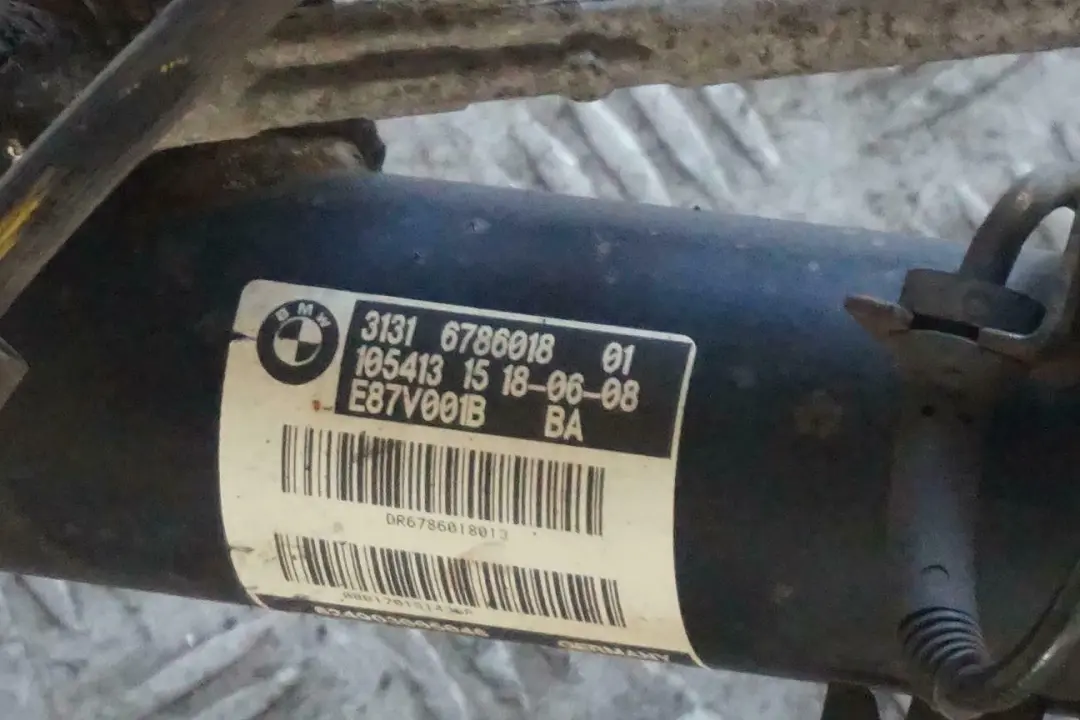 BMW
3131 6786018 01
105413 15 18-06-08
E87V001B BA
DR6786018013
GERMANY